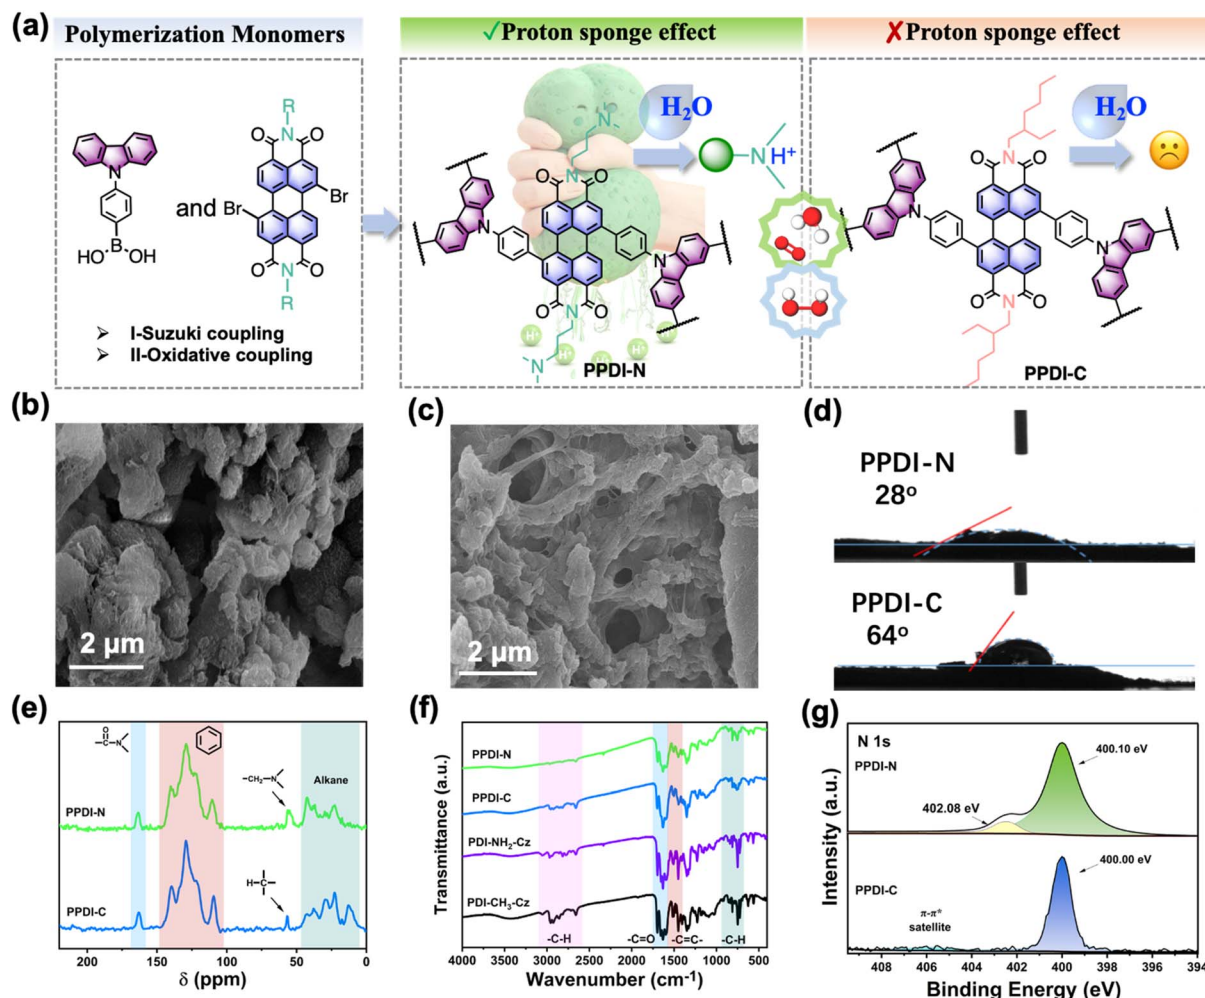 (a)
Polymerization Monomers
✓Proton sponge effect
✗Proton sponge effect
R
N
O
O
Br
Br
and
N
B
HO
OH
O
O
N
R
➢ I-Suzuki coupling
➢ II-Oxidative coupling
N
H₂O
N
H⁺
O
N
O
N
N
O
N
O
N
H⁺
H⁺
H⁺
H⁺
PPDI-N
H₂O
O
N
O
N
N
O
N
O
PPDI-C
(b)
2 μm
(c)
2 μm
(d)
PPDI-N
28°
PPDI-C
64°
(e)
O
-C-N
-CH₂-N
Alkane
PPDI-N
H-C-
PPDI-C
200 150 100 50 0
δ (ppm)
(f)
PPDI-N
PPDI-C
PDI-NH₂-Cz
PDI-CH₃-Cz
-C-H
-C=O
-C=C-
-C-H
4000 3500 3000 2500 2000 1500 1000 500
Wavenumber (cm⁻¹)
Transmittance (a.u.)
(g)
N 1s
PPDI-N
400.10 eV
402.08 eV
PPDI-C
400.00 eV
π-π*
satellite
408 406 404 402 400 398 396 394
Binding Energy (eV)
Intensity (a.u.)